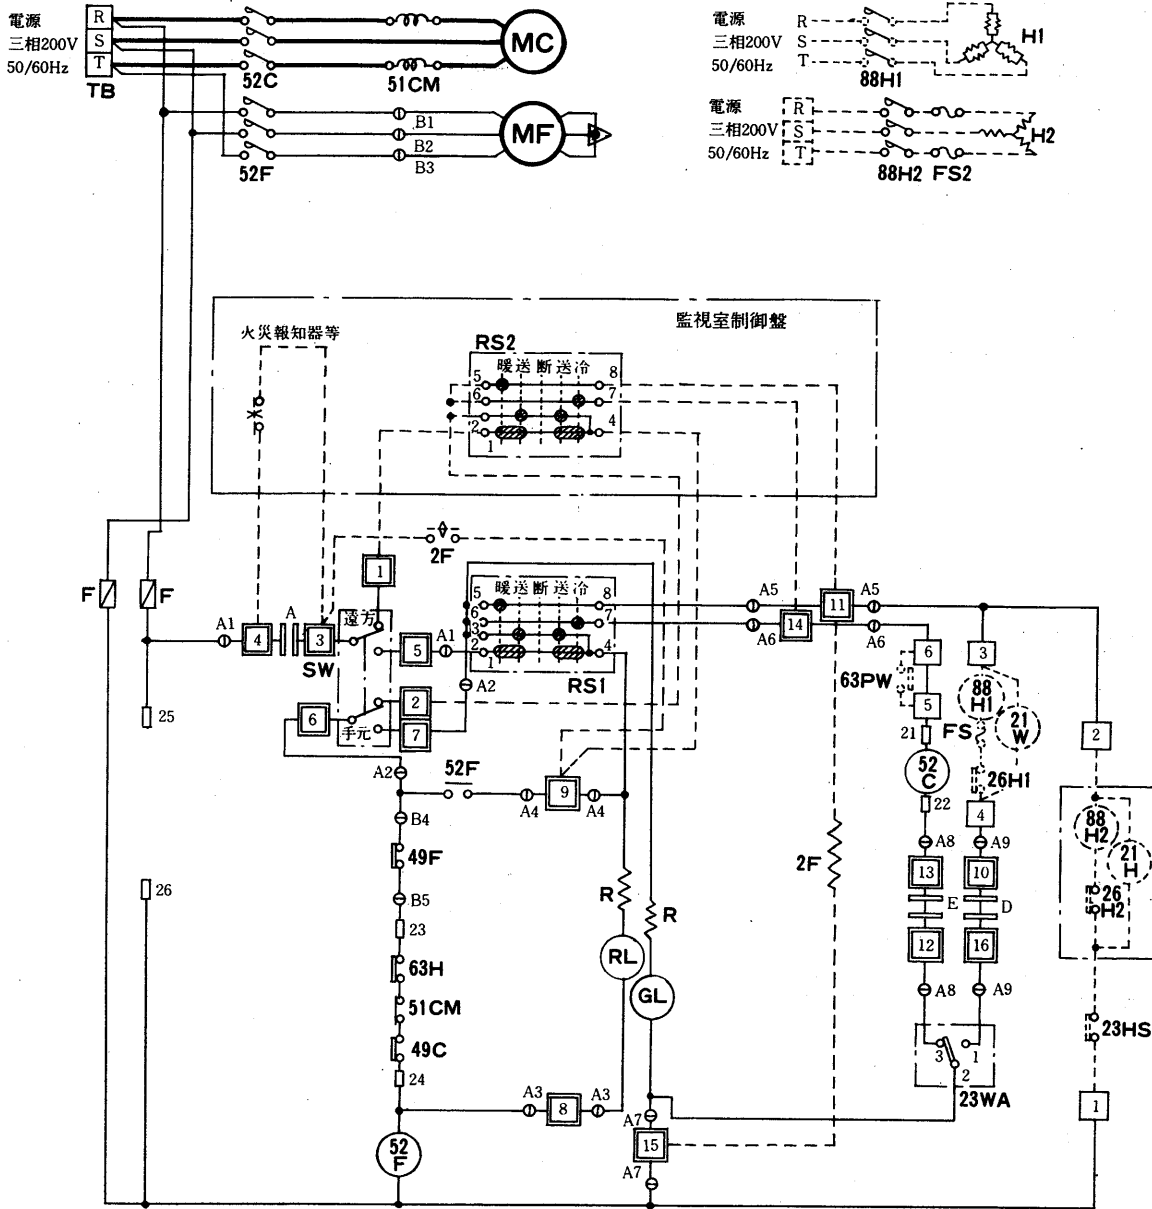 電源 R
三相200V S
50/60Hz T
TB
52C
51CM
MC
B1
B2
B3
52F
MF
電源 R
三相200V S
50/60Hz T
88H1
H1
電源 R
三相200V S
50/60Hz T
88H2 FS2
H2
監視室制御盤
火災報知器等
RS2
暖送断送冷
5 8
6 7
2 4
1
2F
1
遠方
RS1
暖送断送冷
5 8
6 7
3
2 4
1
F F
A1 4 A 3
SW
5 A1
A2
6
2
7
手元
25
26
A2
52F
A4 9 A4
B4
49F
B5
23
63H
51CM
49C
24
52
F
A3 8 A3
R R
RL
GL
A7
15
A7
2F
A5 11 A5
A6 14 A6
6
63PW
5
21
52
C
22
A8
13
E
12
A8
3
88
H1
FS
21
W
26H1
4
A9
10
D
16
A9
3 1
2
23WA
2
88
H2
21
H
26
H2
23HS
1